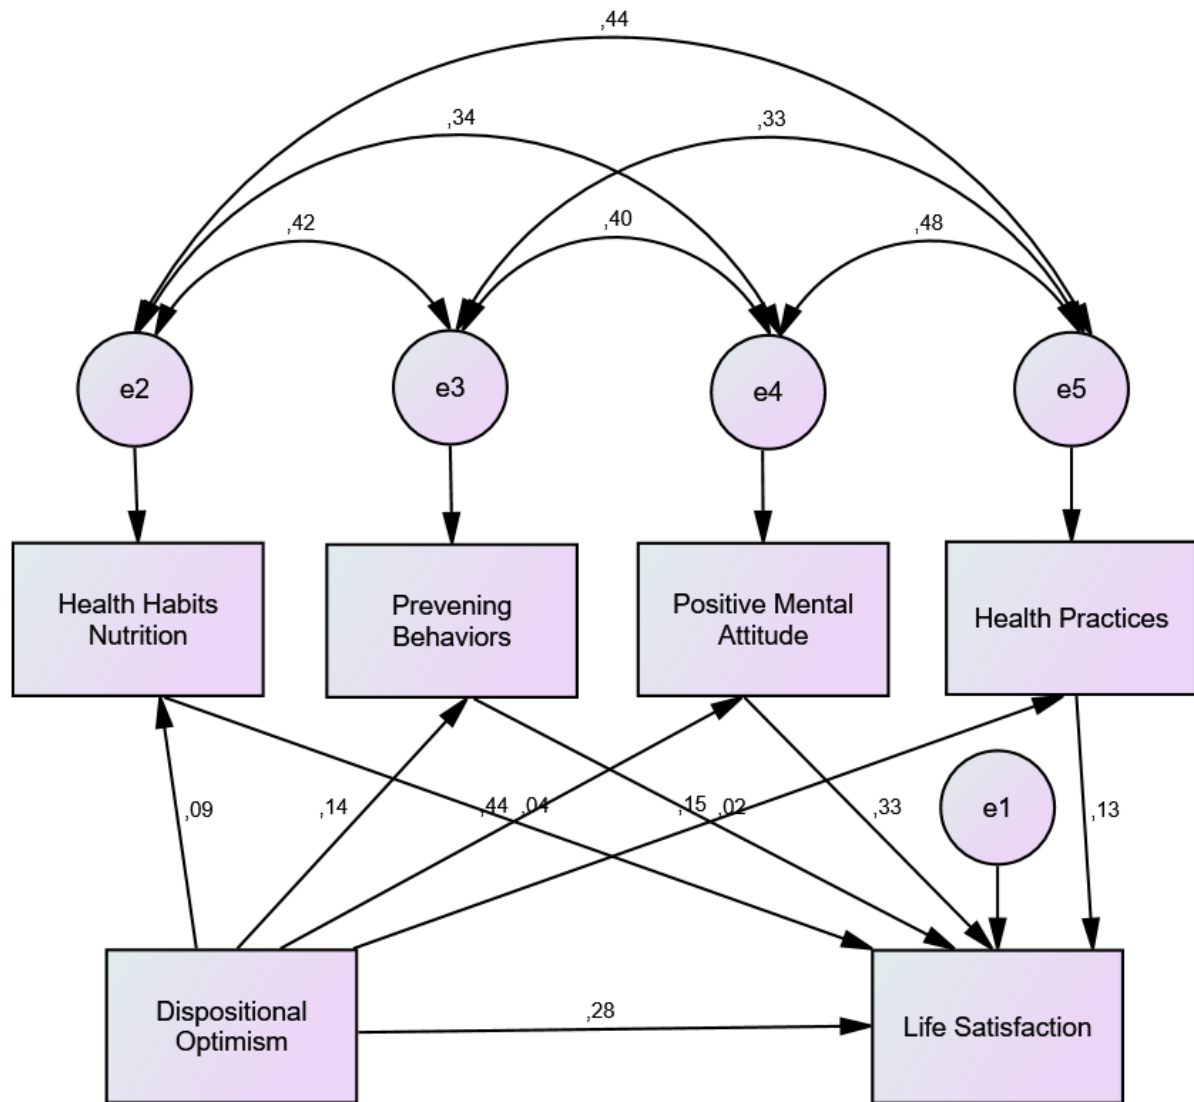 ,44
,34
,33
,42
,40
,48
e2
e3
e4
e5
Health Habits
Nutrition
Prevening
Behaviors
Positive Mental
Attitude
Health Practices
,09
,14
,44
,04
,15
,02
,33
e1
,13
Dispositional
Optimism
,28
Life Satisfaction